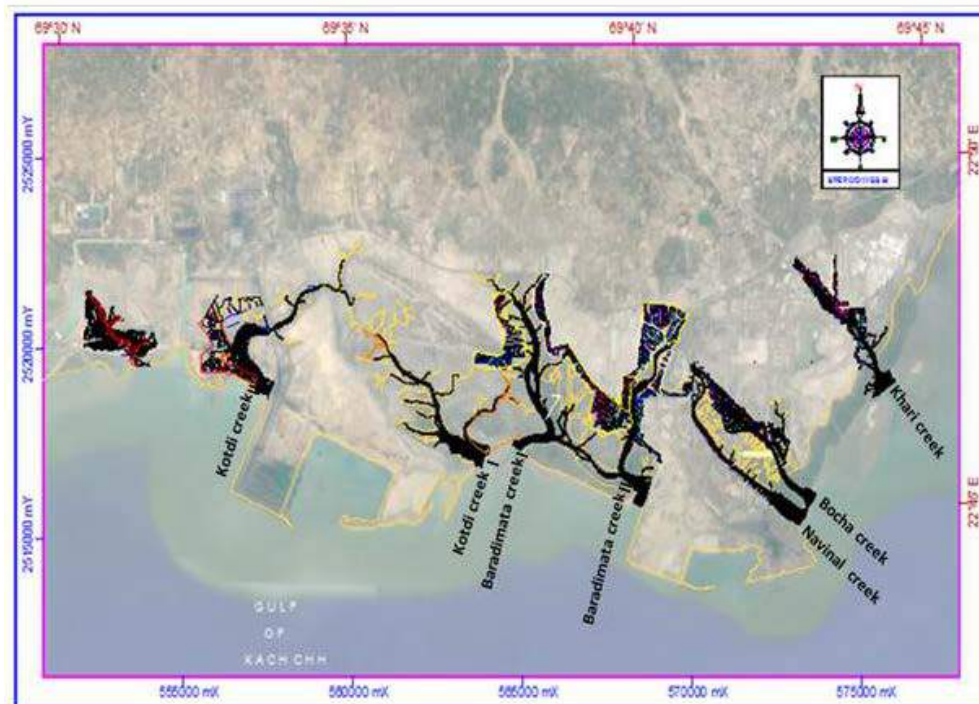 69°30' N
69°35' N
69°40' N
69°45' N
2525000 mY
22°50' E
2520000 mY
Khari creek
Kotdi creek
Kotdi creek I
Baradimata creek
Baradimata creek
Bocha creek
Navinal creek
22°45' E
2515000 mY
GULF
OF
KACHCHH
555000 mX
560000 mX
565000 mX
570000 mX
575000 mX